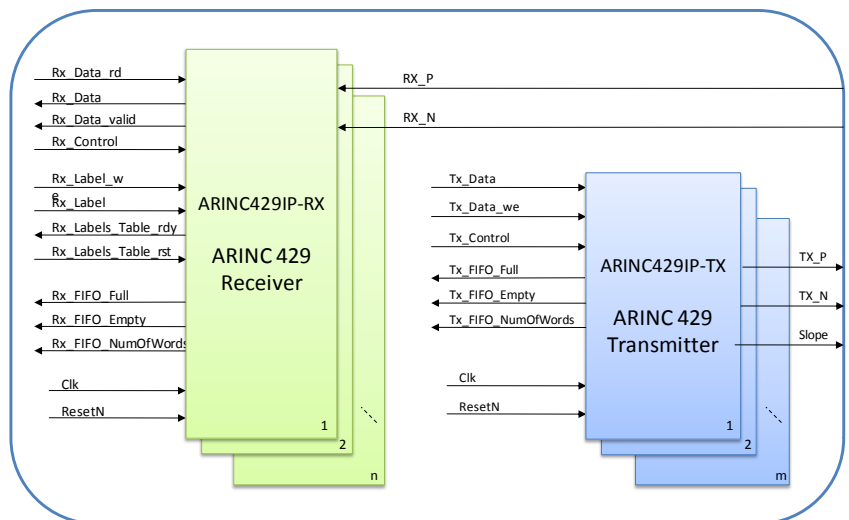 Rx_Data_rd
Rx_Data
Rx_Data_valid
Rx_Control
Rx_Label_w
e
Rx_Label
Rx_Labels_Table_rdy
Rx_Labels_Table_rst
Rx_FIFO_Full
Rx_FIFO_Empty
Rx_FIFO_NumOfWords
Clk
ResetN
ARINC429IP-RX
ARINC 429
Receiver
1
2
n
RX_P
RX_N
Tx_Data
Tx_Data_we
Tx_Control
Tx_FIFO_Full
Tx_FIFO_Empty
Tx_FIFO_NumOfWords
Clk
ResetN
ARINC429IP-TX
ARINC 429
Transmitter
1
2
m
TX_P
TX_N
Slope